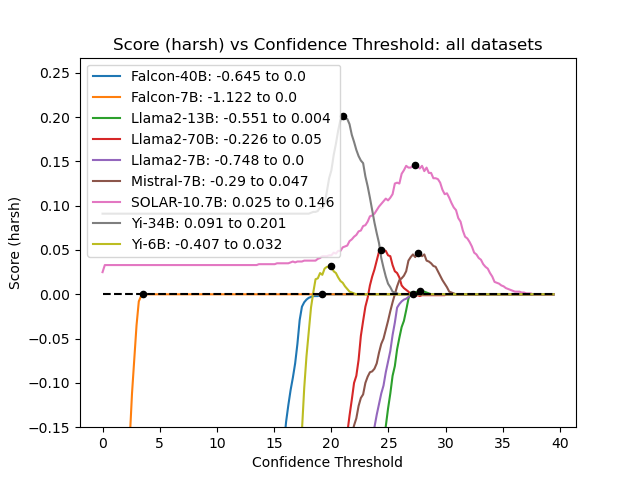 Score (harsh) vs Confidence Threshold: all datasets
Score (harsh)
0.25
0.20
0.15
0.10
0.05
0.00
−0.05
−0.10
−0.15
Falcon-40B: -0.645 to 0.0
Falcon-7B: -1.122 to 0.0
Llama2-13B: -0.551 to 0.004
Llama2-70B: -0.226 to 0.05
Llama2-7B: -0.748 to 0.0
Mistral-7B: -0.29 to 0.047
SOLAR-10.7B: 0.025 to 0.146
Yi-34B: 0.091 to 0.201
Yi-6B: -0.407 to 0.032
0 5 10 15 20 25 30 35 40
Confidence Threshold